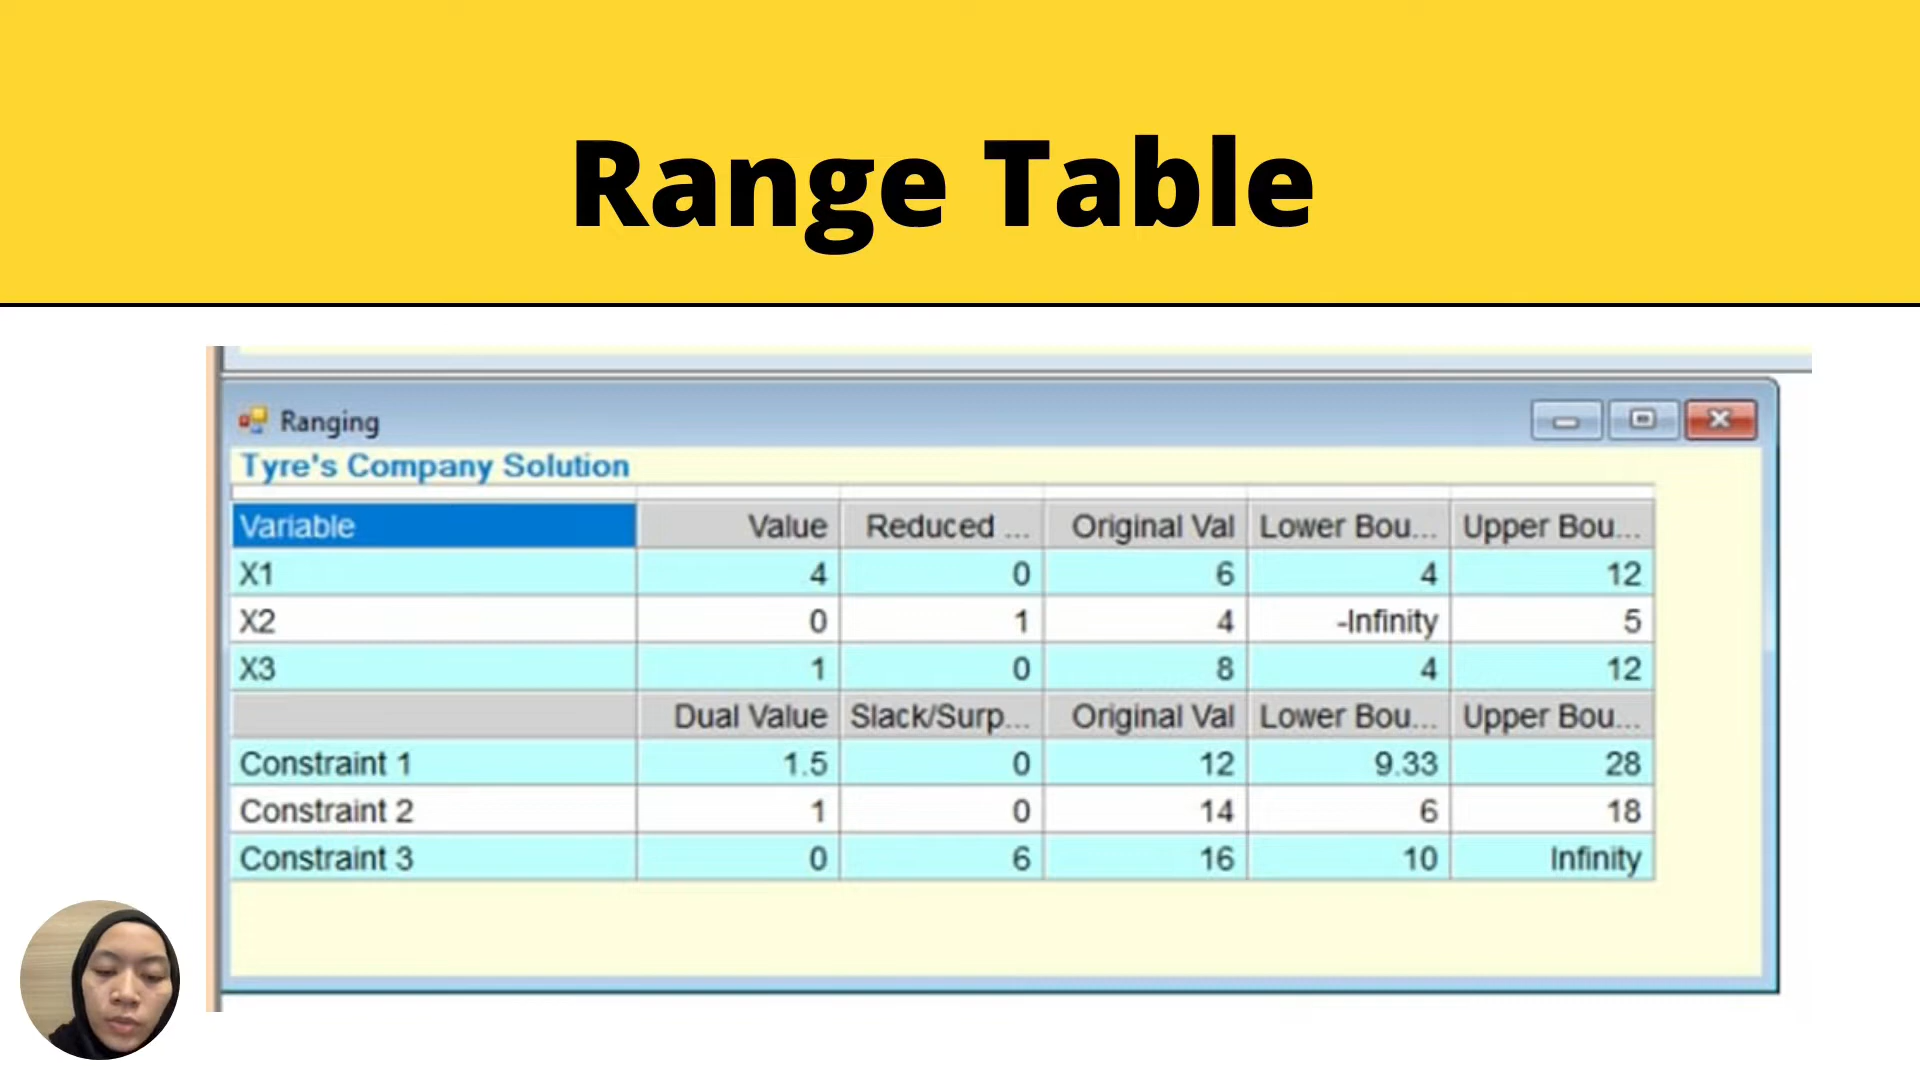 Range Table
Ranging
Tyre's Company Solution
Variable Value Reduced ... Original Val Lower Bou... Upper Bou...
X1 4 0 6 4 12
X2 0 1 4 -Infinity 5
X3 1 0 8 4 12
Dual Value Slack/Surp... Original Val Lower Bou... Upper Bou...
Constraint 1 1.5 0 12 9.33 28
Constraint 2 1 0 14 6 18
Constraint 3 0 6 16 10 Infinity